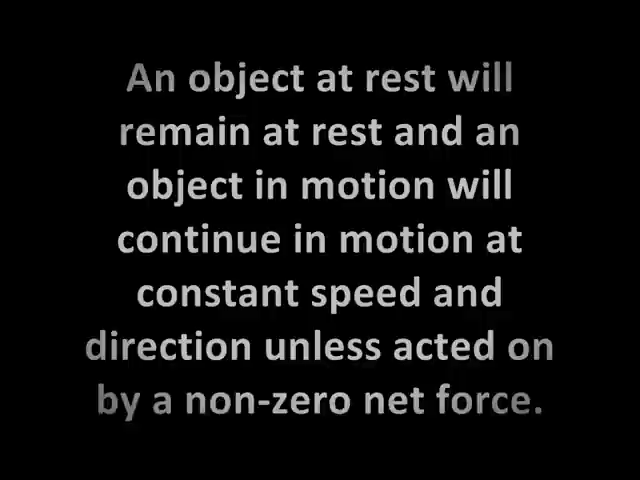 An object at rest will
remain at rest and an
object in motion will
continue in motion at
constant speed and
direction unless acted on
by a non-zero net force.